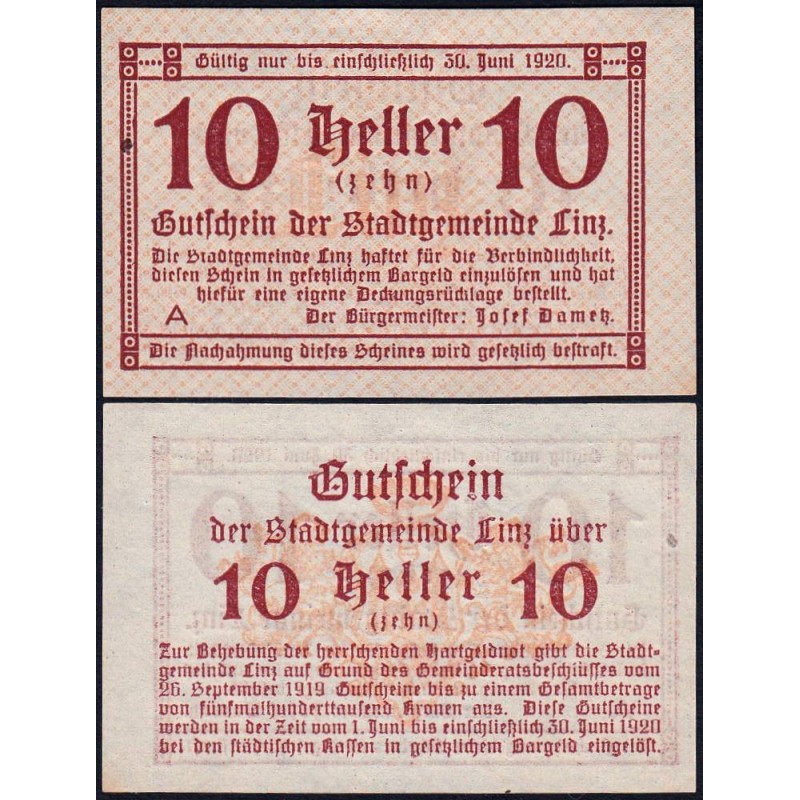 Gültig nur bis einschließlich 30. Juni 1920.
10 Heller 10
(zehn)
Gutschein der Stadtgemeinde Linz.
Die Stadtgemeinde Linz haftet für die Verbindlichkeit,
diesen Schein in gesetzlichem Bargeld einzulösen und hat
hiefür eine eigene Deckungsrücklage bestellt.
A Der Bürgermeister: Josef Dametz.
Die Nachahmung dieses Scheines wird gesetzlich bestraft.
Gutschein
der Stadtgemeinde Linz über
10 Heller 10
(zehn)
Zur Behebung der herrschenden Hartgeldnot gibt die Stadt-
gemeinde Linz auf Grund des Gemeinderatsbeschlusses vom
26. September 1919 Gutscheine bis zu einem Gesamtbetrage
von fünfmalhunderttausend Kronen aus. Diese Gutscheine
werden in der Zeit vom 1. Juni bis einschließlich 30. Juni 1920
bei den städtischen Kassen in gesetzlichem Bargeld eingelöst.